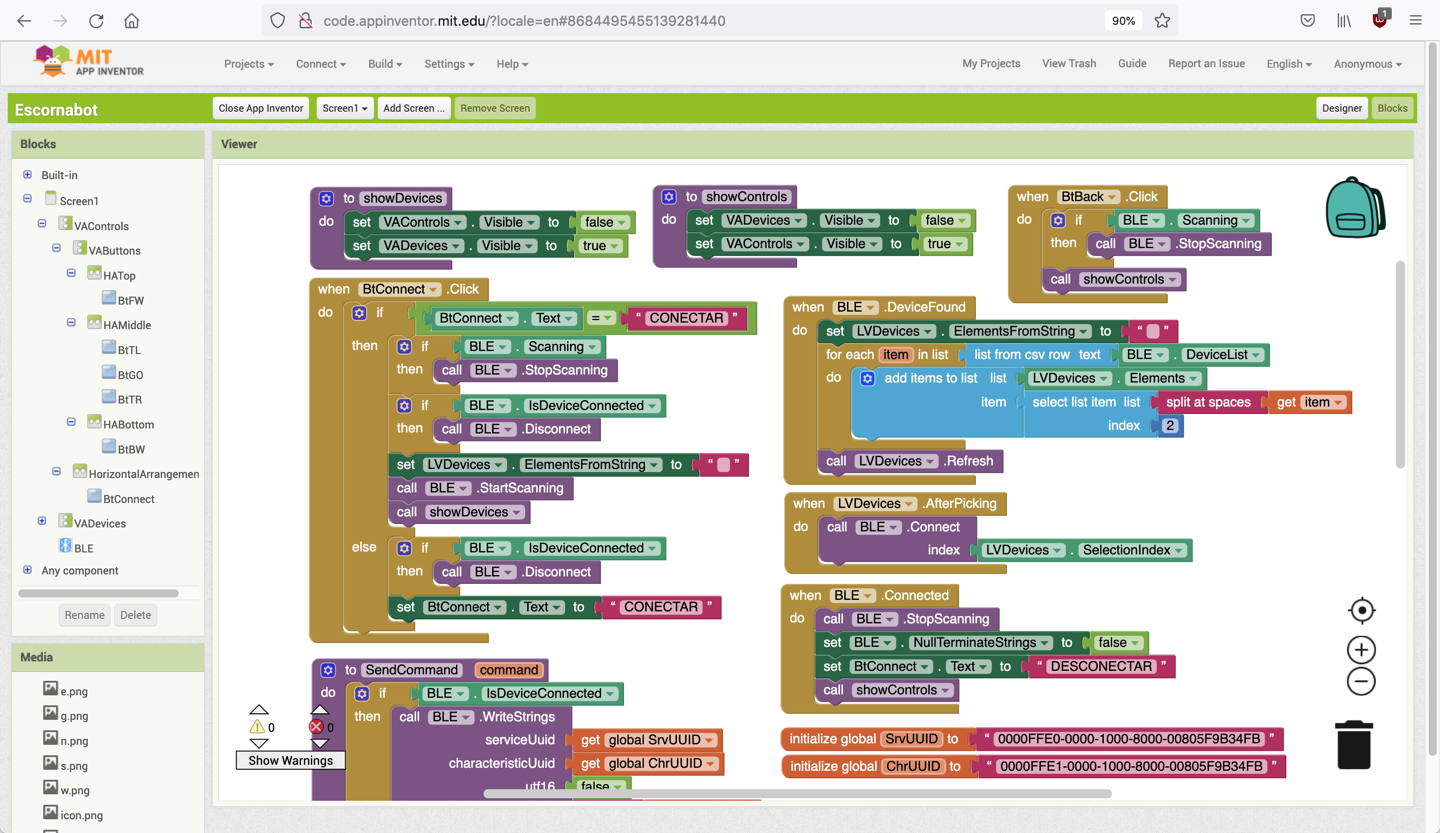 code.appinventor.mit.edu/?locale=en#8684495455139281440
90%
1
MIT
APP INVENTOR
Projects
Connect
Build
Settings
Help
My Projects
View Trash
Guide
Report an Issue
English
Anonymous
Escornabot
Close App Inventor
Screen1
Add Screen ...
Remove Screen
Designer
Blocks
Blocks
Built-in
Screen1
VAControls
VAButtons
HATop
BtFW
HAMiddle
BtTL
BtGO
BtTR
HABottom
BtBW
HorizontalArrangemen
BtConnect
VADevices
BLE
Any component
Rename
Delete
Media
e.png
g.png
n.png
s.png
w.png
icon.png
Viewer
to showDevices
do set VAControls . Visible to false
set VADevices . Visible to true
to showControls
do set VADevices . Visible to false
set VAControls . Visible to true
when BtBack .Click
do if BLE . Scanning
then call BLE .StopScanning
call showControls
when BtConnect .Click
do if BtConnect . Text = “ CONECTAR ”
then if BLE . Scanning
then call BLE .StopScanning
if BLE . IsDeviceConnected
then call BLE .Disconnect
set LVDevices . ElementsFromString to “ ”
call BLE .StartScanning
call showDevices
else if BLE . IsDeviceConnected
then call BLE .Disconnect
set BtConnect . Text to “ CONECTAR ”
when BLE .DeviceFound
do set LVDevices . ElementsFromString to “ ”
for each item in list list from csv row text BLE . DeviceList
do add items to list list LVDevices . Elements
item select list item list split at spaces get item
index 2
call LVDevices .Refresh
when LVDevices .AfterPicking
do call BLE .Connect
index LVDevices . SelectionIndex
when BLE .Connected
do call BLE .StopScanning
set BLE . NullTerminateStrings to false
set BtConnect . Text to “ DESCONECTAR ”
call showControls
to SendCommand command
do if BLE . IsDeviceConnected
then call BLE .WriteStrings
serviceUuid get global SrvUUID
characteristicUuid get global ChrUUID
utf16 false
initialize global SrvUUID to “ 0000FFE0-0000-1000-8000-00805F9B34FB ”
initialize global ChrUUID to “ 0000FFE1-0000-1000-8000-00805F9B34FB ”
0
0
Show Warnings